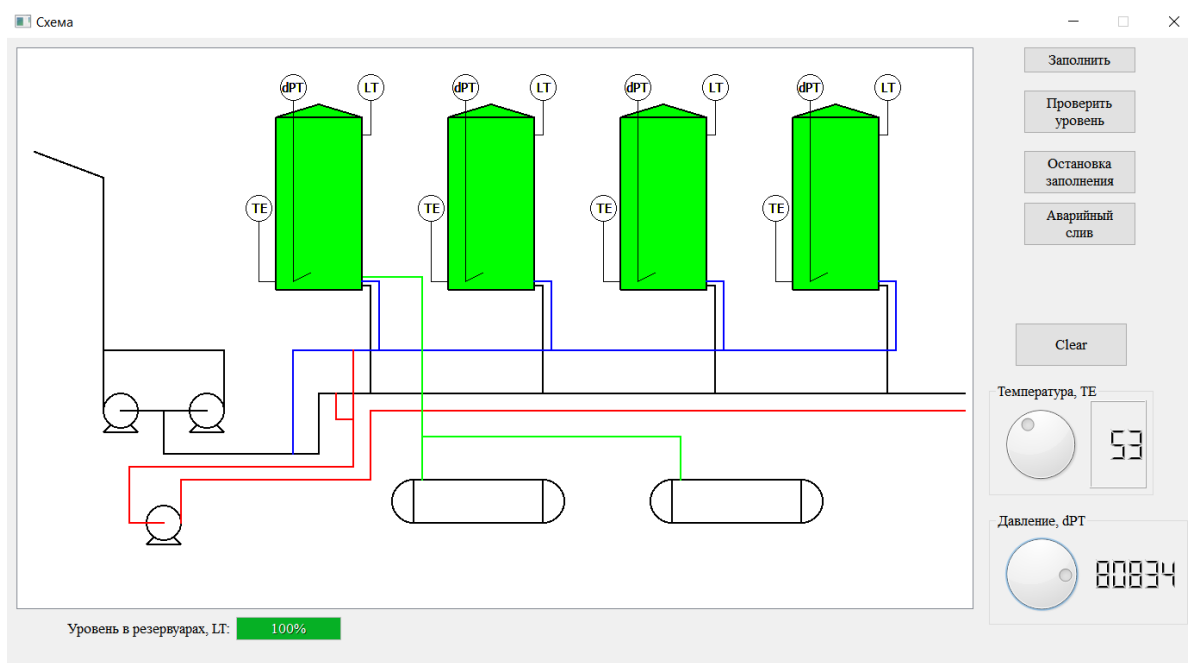 Схема
dPT LT dPT LT dPT LT dPT LT
TE TE TE TE
Заполнить
Проверить
уровень
Остановка
заполнения
Аварийный
слив
Clear
Температура, TE
53
Давление, dPT
80834
Уровень в резервуарах, LT: 100%